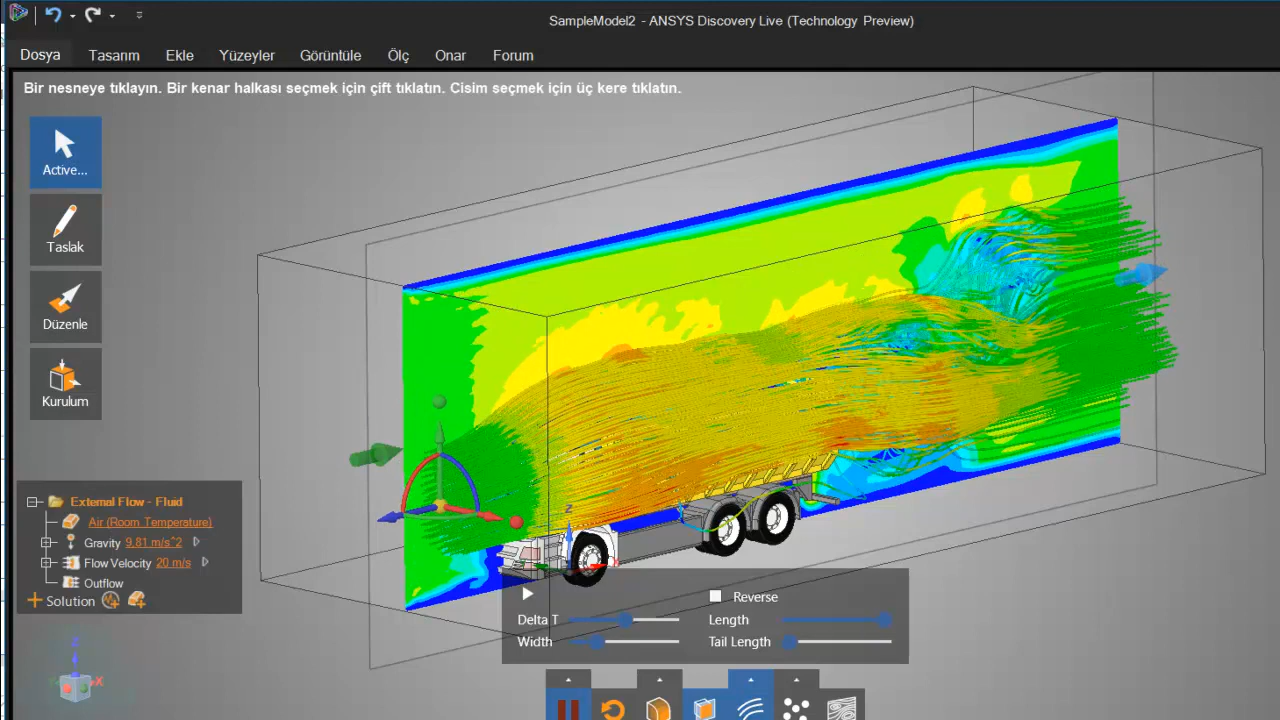 SampleModel2 - ANSYS Discovery Live (Technology Preview)
Dosya Tasarım Ekle Yüzeyler Görüntüle Ölç Onar Forum
Bir nesneye tıklayın. Bir kenar halkası seçmek için çift tıklatın. Cisim seçmek için üç kere tıklatın.
Active...
Taslak
Düzenle
Kurulum
External Flow - Fluid
Air (Room Temperature)
Gravity 9,81 m/s^2
Flow Velocity 20 m/s
Outflow
Solution
Z
X
Z
Reverse
Delta T Length
Width Tail Length